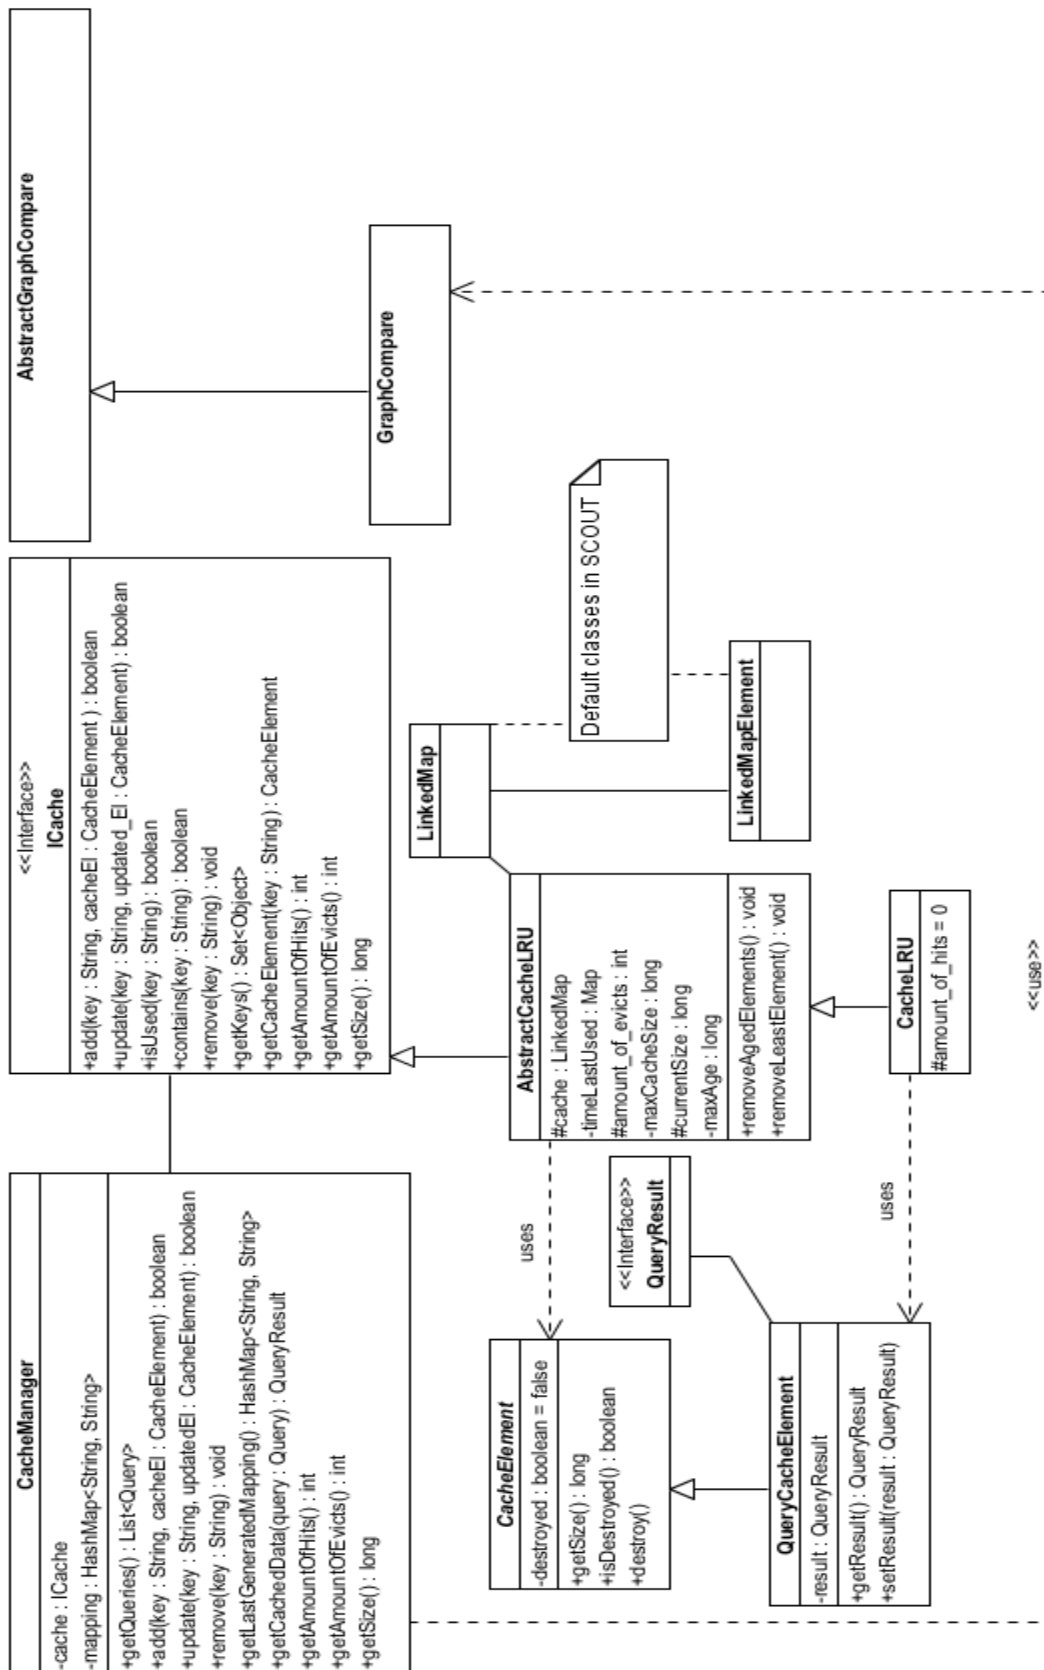 CacheManager
-cache : ICache
-mapping : HashMap<String, String>
+getQueries() : List<Query>
+add(key : String, cacheEl : CacheElement) : boolean
+update(key : String, updatedEl : CacheElement) : boolean
+remove(key : String) : void
+getLastGeneratedMapping() : HashMap<String, String>
+getCachedData(query : Query) : QueryResult
+getAmountOfHits() : int
+getAmountOfEvicts() : int
+getSize() : long
<<Interface>>
ICache
+add(key : String, cacheEl : CacheElement ) : boolean
+update(key : String, updated_El : CacheElement) : boolean
+isUsed(key : String) : boolean
+contains(key : String) : boolean
+remove(key : String) : void
+getKeys() : Set<Object>
+getCacheElement(key : String) : CacheElement
+getAmountOfHits() : int
+getAmountOfEvicts() : int
+getSize() : long
AbstractGraphCompare
GraphCompare
LinkedMap
Default classes in SCOUT
LinkedMapElement
AbstractCacheLRU
#cache : LinkedMap
-timeLastUsed : Map
#amount_of_evicts : int
-maxCacheSize : long
#currentSize : long
-maxAge : long
+removeAgedElements() : void
+removeLeastElement() : void
uses
CacheElement
-destroyed : boolean = false
+getSize() : long
+isDestroyed() : boolean
+destroy()
<<Interface>>
QueryResult
QueryCacheElement
-result : QueryResult
+getResult() : QueryResult
+setResult(result : QueryResult)
uses
CacheLRU
#amount_of_hits = 0
<<use>>